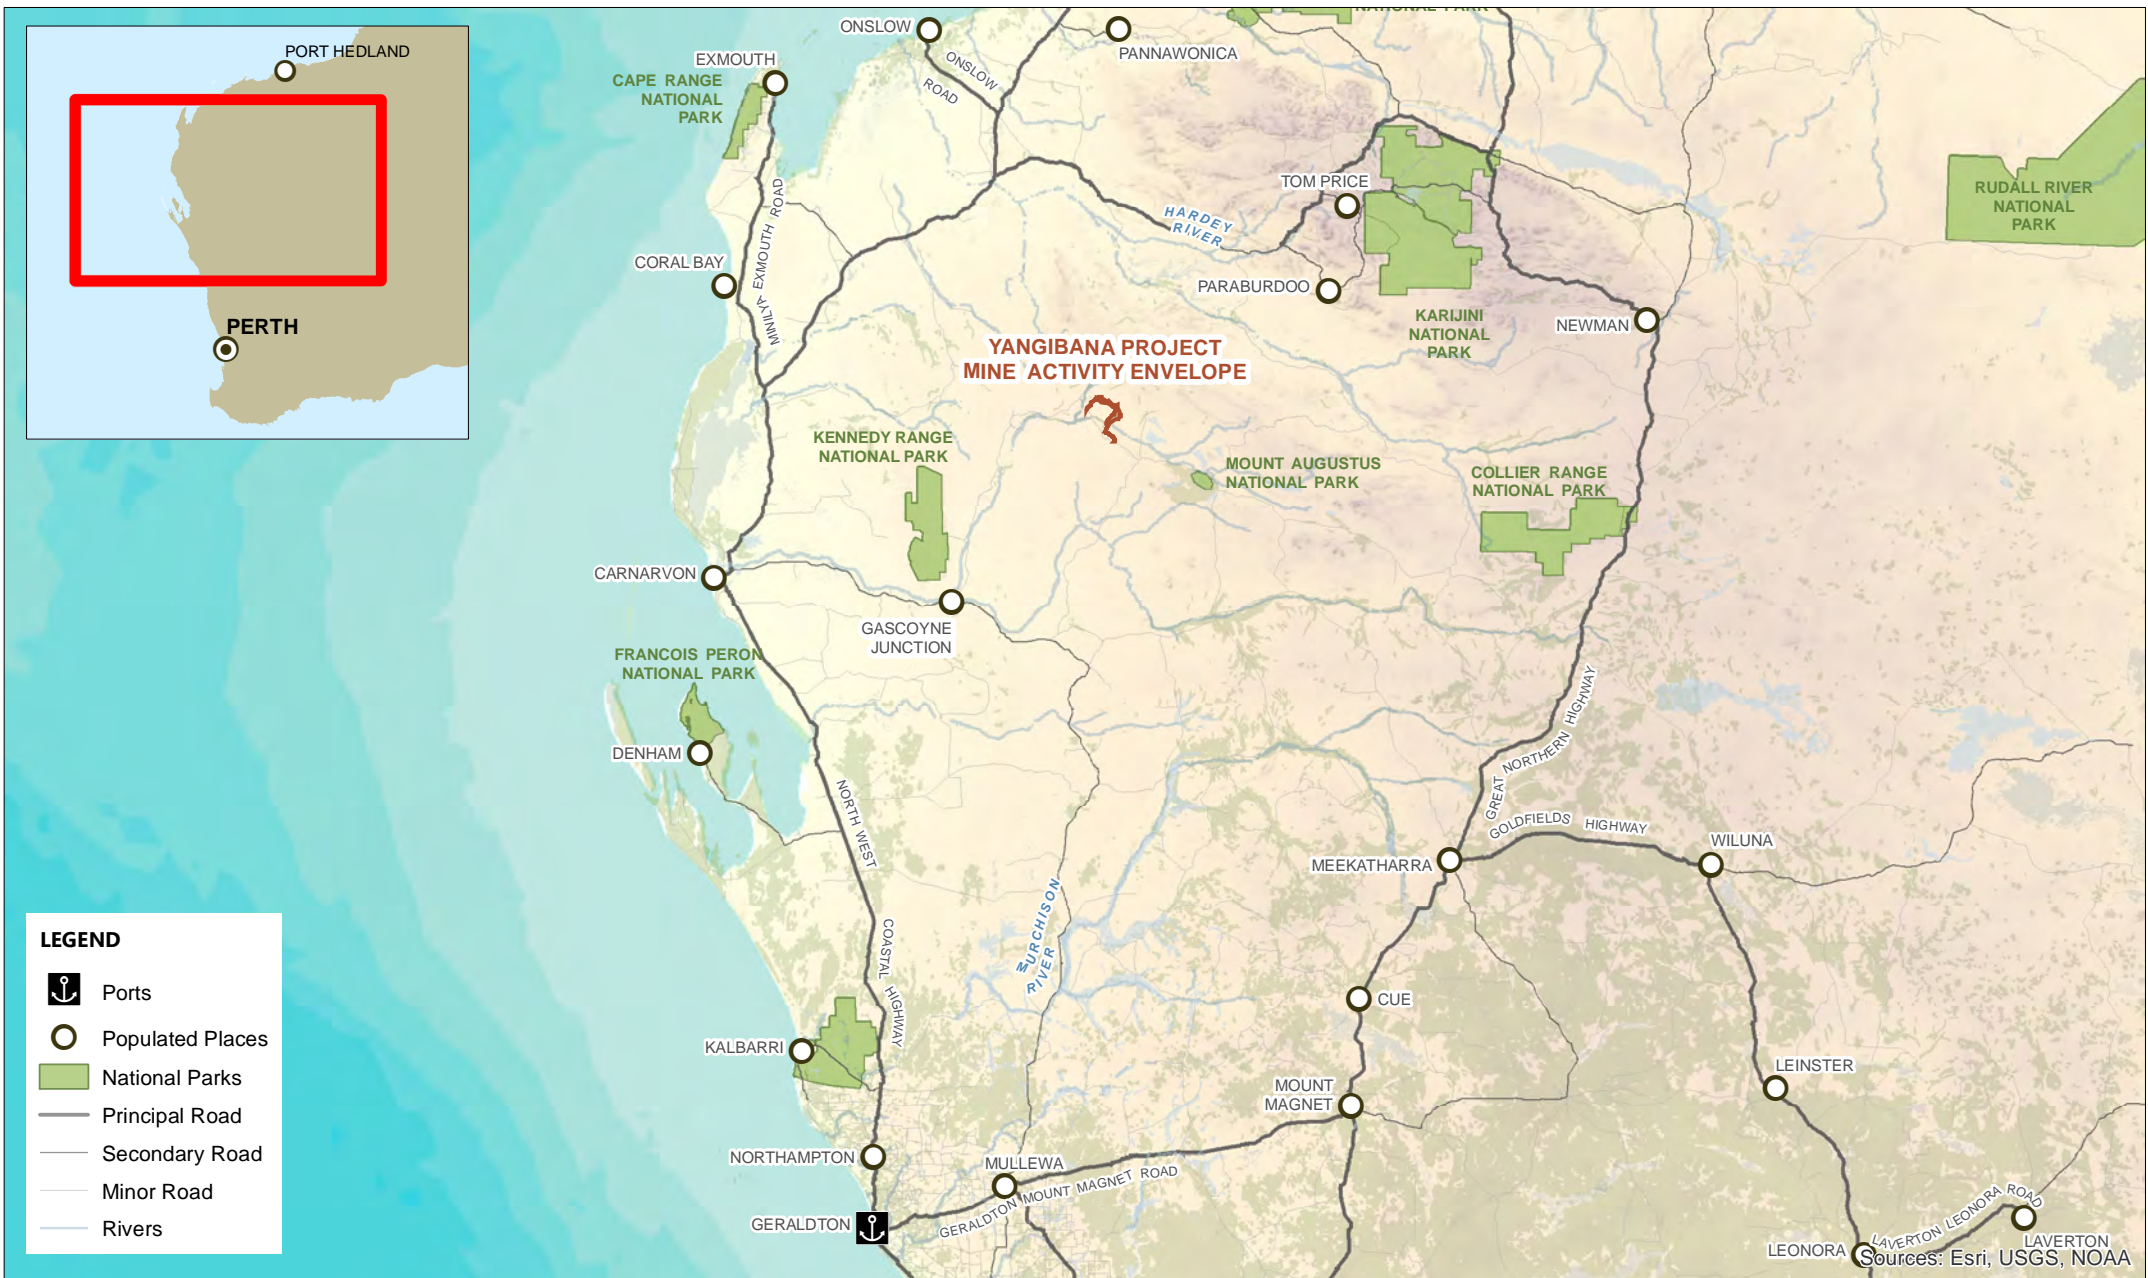 PORT HEDLAND
PERTH
NATIONAL PARK
ONSLOW
ONSLOW
ROAD
PANNAWONICA
EXMOUTH
CAPE RANGE
NATIONAL
PARK
MINILYA EXMOUTH ROAD
CORAL BAY
HARDEY
RIVER
TOM PRICE
PARABURDOO
KARIJINI
NATIONAL
PARK
NEWMAN
RUDALL RIVER
NATIONAL
PARK
YANGIBANA PROJECT
MINE ACTIVITY ENVELOPE
KENNEDY RANGE
NATIONAL PARK
MOUNT AUGUSTUS
NATIONAL PARK
COLLIER RANGE
NATIONAL PARK
CARNARVON
GASCOYNE
JUNCTION
FRANCOIS PERON
NATIONAL PARK
DENHAM
NORTH WEST
COASTAL HIGHWAY
GREAT NORTHERN HIGHWAY
GOLDFIELDS HIGHWAY
MEEKATHARRA
WILUNA
MURCHISON
RIVER
CUE
KALBARRI
MOUNT
MAGNET
LEINSTER
NORTHAMPTON
MULLEWA
GERALDTON
GERALDTON MOUNT MAGNET ROAD
LEONORA
LAVERTON LEONORA ROAD
LAVERTON
LEGEND
Ports
Populated Places
National Parks
Principal Road
Secondary Road
Minor Road
Rivers
Sources: Esri, USGS, NOAA